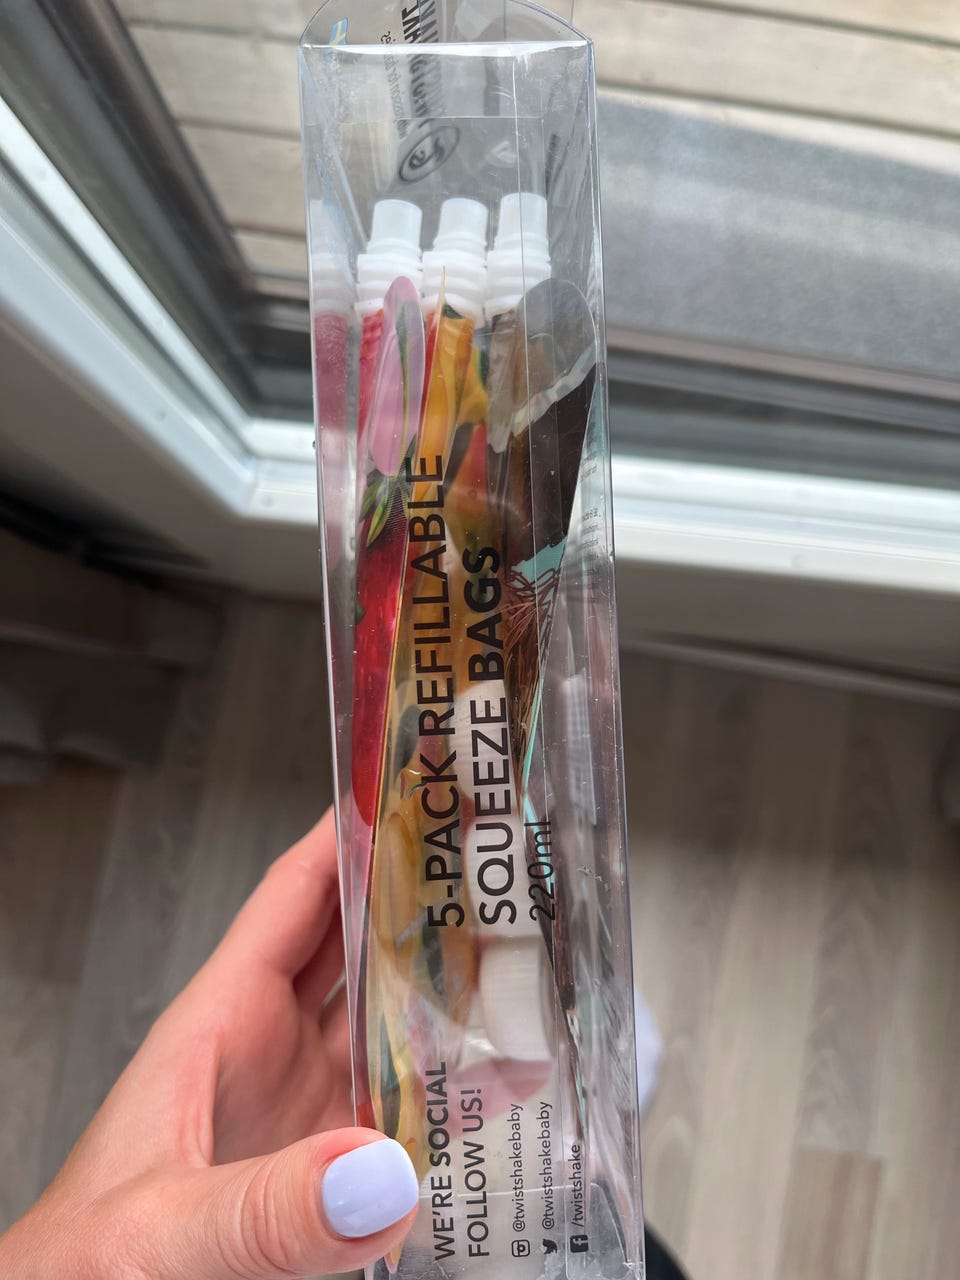 5-PACK REFILLABLE
SQUEEZE BAGS
220ml
WE'RE SOCIAL
FOLLOW US!
@twistshakebaby
@twistshakebaby
/twistshake